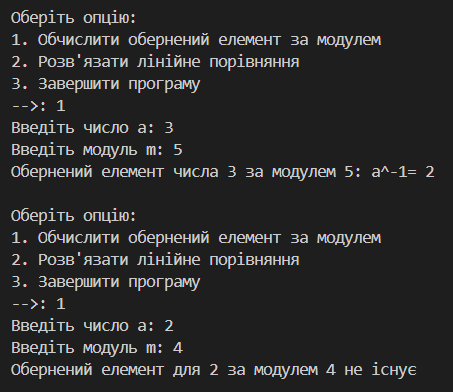 Оберіть опцію:
1. Обчислити обернений елемент за модулем
2. Розв'язати лінійне порівняння
3. Завершити програму
-->: 1
Введіть число a: 3
Введіть модуль m: 5
Обернений елемент числа 3 за модулем 5: a^-1= 2

Оберіть опцію:
1. Обчислити обернений елемент за модулем
2. Розв'язати лінійне порівняння
3. Завершити програму
-->: 1
Введіть число a: 2
Введіть модуль m: 4
Обернений елемент для 2 за модулем 4 не існує